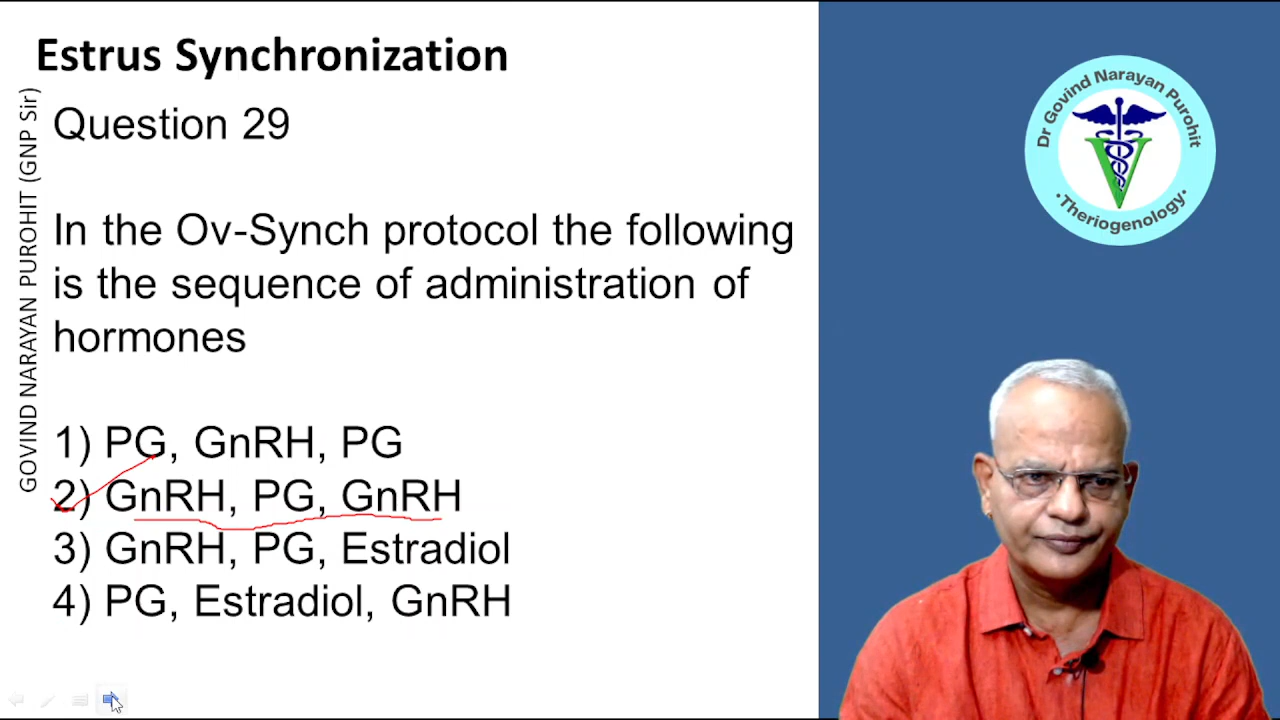 Estrus Synchronization
GOVIND NARAYAN PUROHIT (GNP Sir)
Question 29
In the Ov-Synch protocol the following
is the sequence of administration of
hormones
1) PG, GnRH, PG
2) GnRH, PG, GnRH
3) GnRH, PG, Estradiol
4) PG, Estradiol, GnRH
Dr Govind Narayan Purohit
V
·Theriogenology·